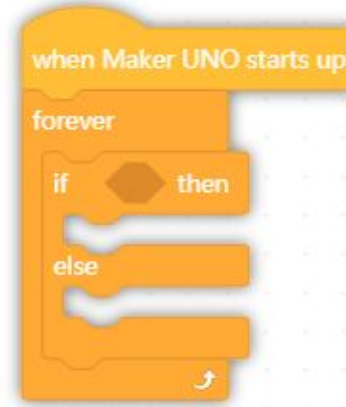 when Maker UNO starts up
forever
if then
else